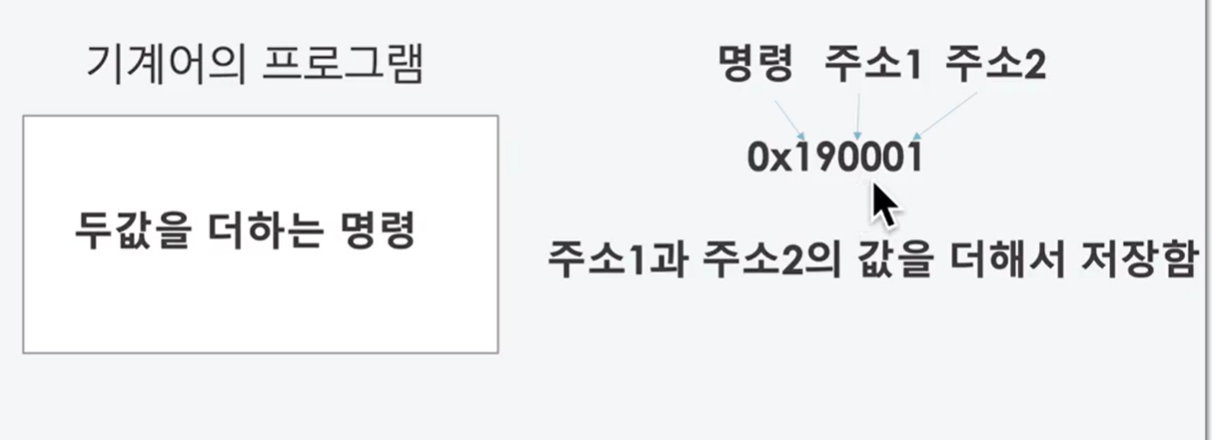 기계어의 프로그램
두값을 더하는 명령
명령 주소1 주소2
0x190001
주소1과 주소2의 값을 더해서 저장함